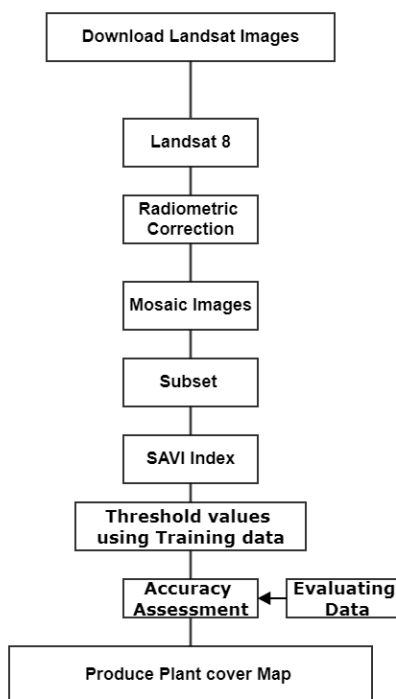 Download Landsat Images
Landsat 8
Radiometric
Correction
Mosaic Images
Subset
SAVI Index
Threshold values
using Training data
Accuracy
Assessment
Evaluating
Data
Produce Plant cover Map